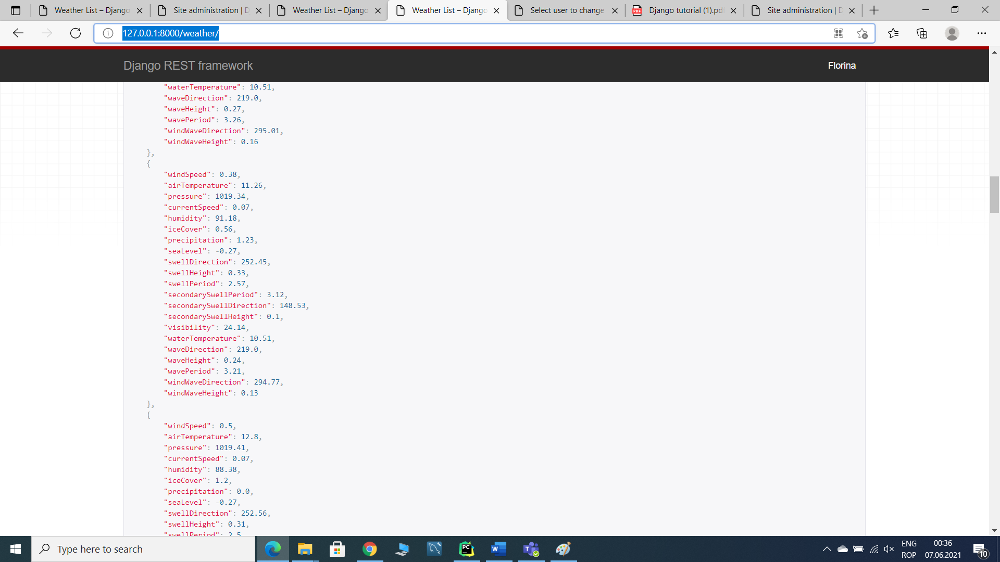 Weather List – Django
Site administration | D
Weather List – Django
Weather List – Django
Select user to change
PDF
Django tutorial (1).pdf
Site administration | D
127.0.0.1:8000/weather/
Django REST framework
Florina
"waterTemperature": 10.51,
"waveDirection": 219.0,
"waveHeight": 0.27,
"wavePeriod": 3.26,
"windWaveDirection": 295.01,
"windWaveHeight": 0.16
},
{
"windSpeed": 0.38,
"airTemperature": 11.26,
"pressure": 1019.34,
"currentSpeed": 0.07,
"humidity": 91.18,
"iceCover": 0.56,
"precipitation": 1.23,
"seaLevel": -0.27,
"swellDirection": 252.45,
"swellHeight": 0.33,
"swellPeriod": 2.57,
"secondarySwellPeriod": 3.12,
"secondarySwellDirection": 148.53,
"secondarySwellHeight": 0.1,
"visibility": 24.14,
"waterTemperature": 10.51,
"waveDirection": 219.0,
"waveHeight": 0.24,
"wavePeriod": 3.21,
"windWaveDirection": 294.77,
"windWaveHeight": 0.13
},
{
"windSpeed": 0.5,
"airTemperature": 12.8,
"pressure": 1019.41,
"currentSpeed": 0.07,
"humidity": 88.38,
"iceCover": 1.2,
"precipitation": 0.0,
"seaLevel": -0.27,
"swellDirection": 252.56,
"swellHeight": 0.31,
"swellPeriod": 2.5
Type here to search
PC
W
T
ENG
ROP
00:36
07.06.2021
10